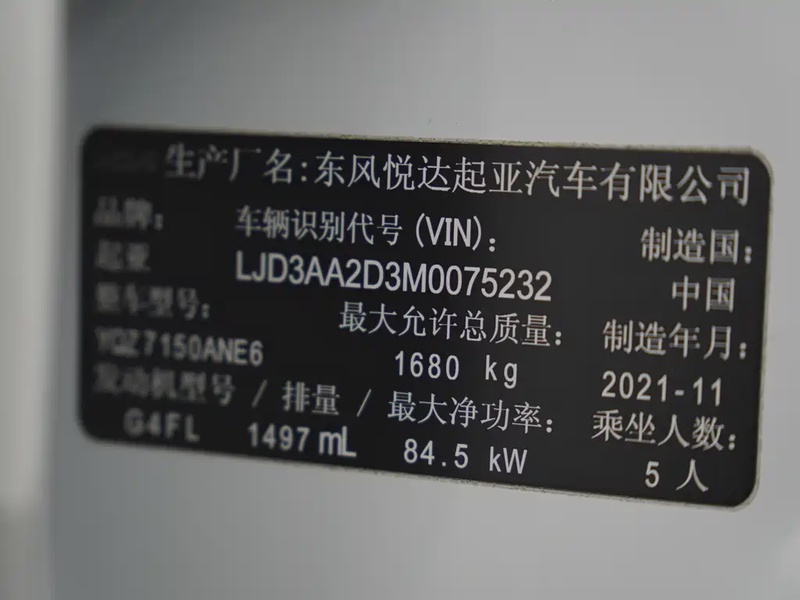 生产厂名:东风悦达起亚汽车有限公司
品牌: 车辆识别代号(VIN): 制造国:
起亚 LJD3AA2D3M0075232 中国
整车型号: 最大允许总质量: 制造年月:
YQZ7150ANE6 1680 kg 2021-11
发动机型号 / 排量 / 最大净功率: 乘坐人数:
G4FL 1497 mL 84.5 kW 5 人